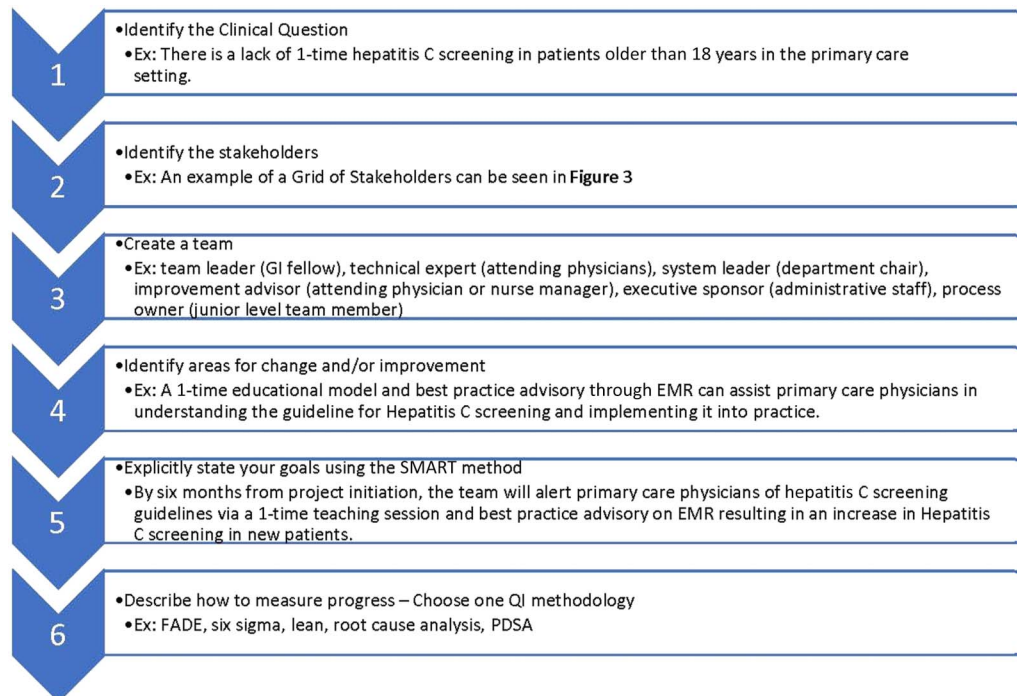 1
•Identify the Clinical Question
•Ex: There is a lack of 1-time hepatitis C screening in patients older than 18 years in the primary care
setting.
2
•Identify the stakeholders
•Ex: An example of a Grid of Stakeholders can be seen in Figure 3
3
•Create a team
•Ex: team leader (GI fellow), technical expert (attending physicians), system leader (department chair),
improvement advisor (attending physician or nurse manager), executive sponsor (administrative staff), process
owner (junior level team member)
4
•Identify areas for change and/or improvement
•Ex: A 1-time educational model and best practice advisory through EMR can assist primary care physicians in
understanding the guideline for Hepatitis C screening and implementing it into practice.
5
•Explicitly state your goals using the SMART method
•By six months from project initiation, the team will alert primary care physicians of hepatitis C screening
guidelines via a 1-time teaching session and best practice advisory on EMR resulting in an increase in Hepatitis
C screening in new patients.
6
•Describe how to measure progress – Choose one QI methodology
•Ex: FADE, six sigma, lean, root cause analysis, PDSA